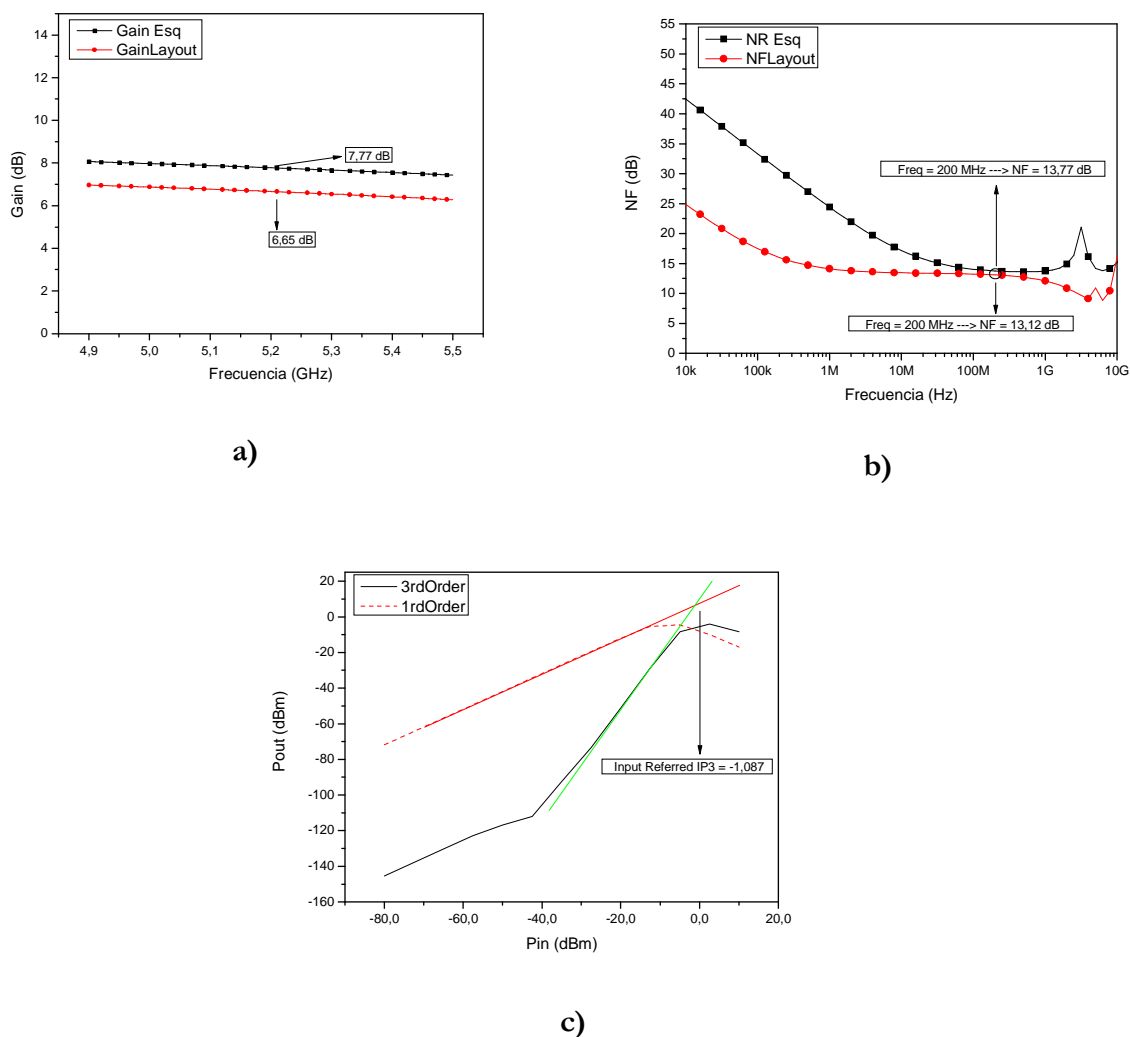 Gain Esq
GainLayout
15
14
12
10
8
6
4
2
0
Gain (dB)
7,77 dB
6,65 dB
4,9 5,0 5,1 5,2 5,3 5,4 5,5
Frecuencia (GHz)
a)
NR Esq
NFLayout
55
50
45
40
35
30
25
20
15
10
5
0
NF (dB)
Freq = 200 MHz ---> NF = 13,77 dB
Freq = 200 MHz ---> NF = 13,12 dB
10k 100k 1M 10M 100M 1G 10G
Frecuencia (Hz)
b)
3rdOrder
1rdOrder
20
0
-20
-40
-60
-80
-100
-120
-140
-160
Pout (dBm)
Input Referred IP3 = -1,087
-80,0 -60,0 -40,0 -20,0 0,0 20,0
Pin (dBm)
c)